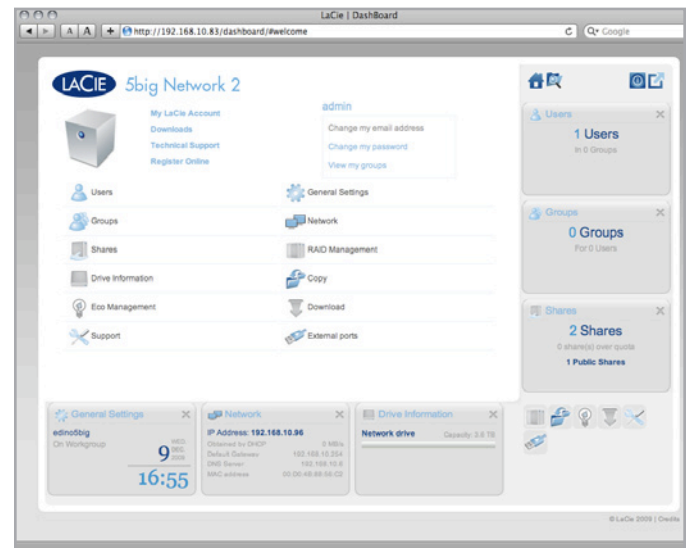 LaCie | DashBoard
A A + http://192.168.10.83/dashboard/#welcome
Google
LACIE 5big Network 2
My LaCie Account
Downloads
Technical Support
Register Online
admin
Change my email address
Change my password
View my groups
Users
General Settings
Groups
Network
Shares
RAID Management
Drive Information
Copy
Eco Management
Download
Support
External ports
Users
1 Users
In 0 Groups
Groups
0 Groups
For 0 Users
Shares
2 Shares
0 share(s) over quota
1 Public Shares
General Settings
edino5big
On Workgroup
WED.
9 DEC.
2009
16:55
Network
IP Address: 192.168.10.96
Obtained by DHCP 0 MB/s
Default Gateway 192.168.10.254
DNS Server 192.168.10.6
MAC address
Drive Information
Network drive Capacity: 3.6 TB
© LaCie 2009 | Credits